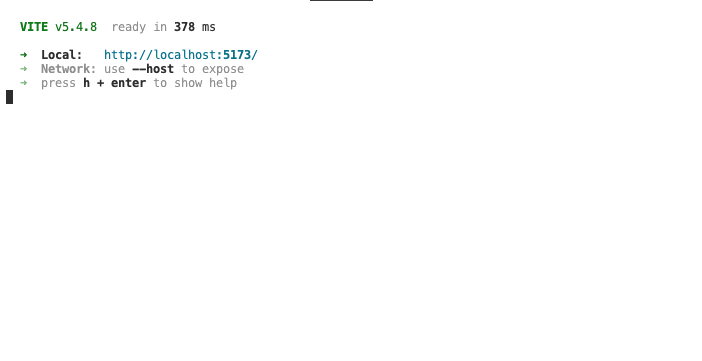 VITE v5.4.8  ready in 378 ms
➜  Local:   http://localhost:5173/
➜  Network: use --host to expose
➜  press h + enter to show help